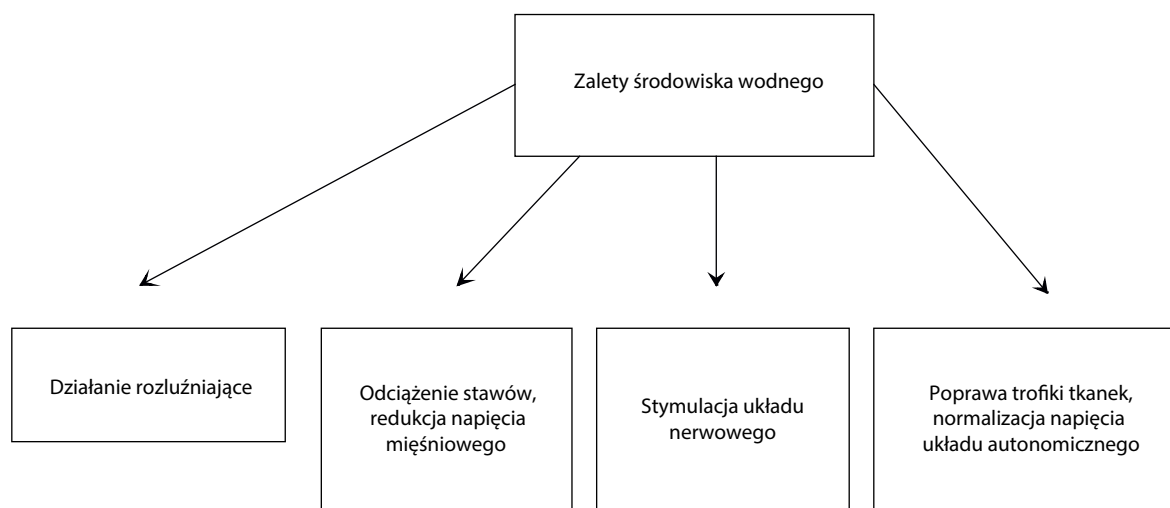 Zalety środowiska wodnego
Działanie rozluźniające
Odciążenie stawów,
redukcja napięcia
mięśniowego
Stymulacja układu
nerwowego
Poprawa trofiki tkanek,
normalizacja napięcia
układu autonomicznego